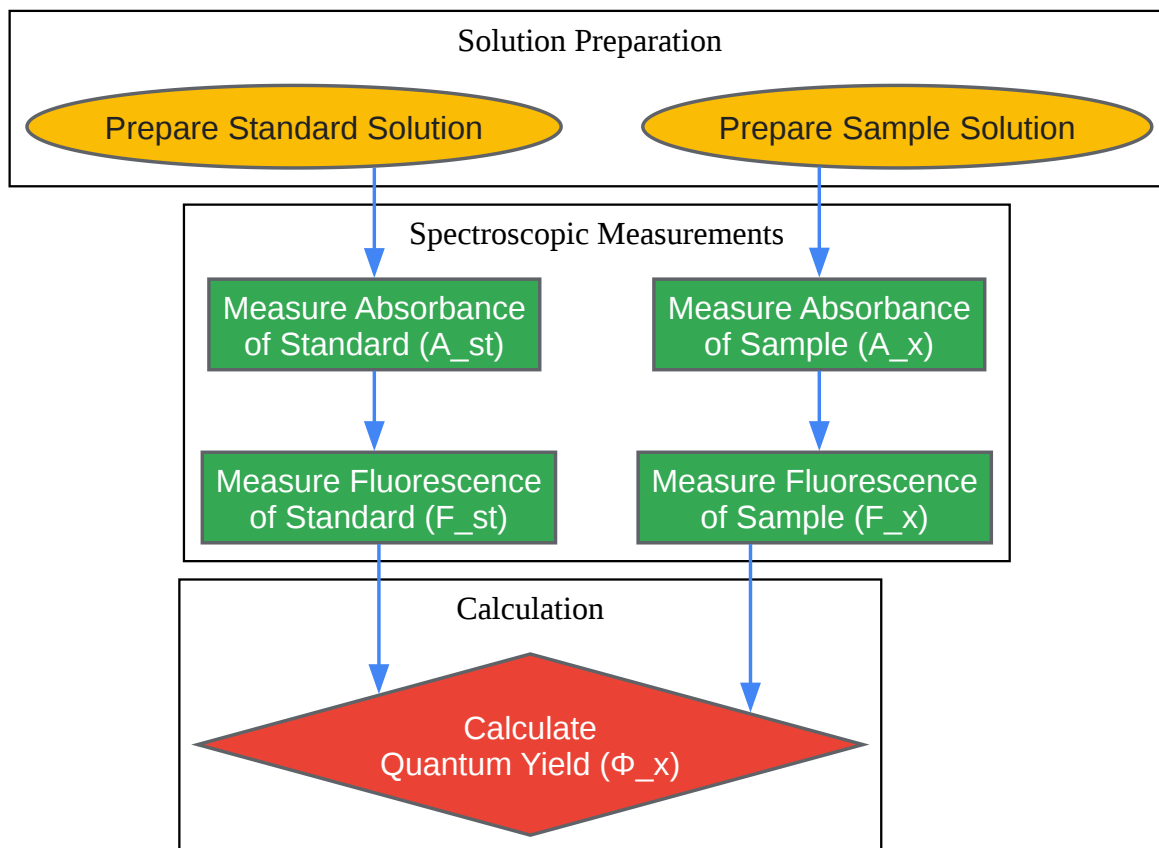 Solution Preparation
Prepare Standard Solution
Prepare Sample Solution
Spectroscopic Measurements
Measure Absorbance
of Standard (A_st)
Measure Absorbance
of Sample (A_x)
Measure Fluorescence
of Standard (F_st)
Measure Fluorescence
of Sample (F_x)
Calculation
Calculate
Quantum Yield (Φ_x)